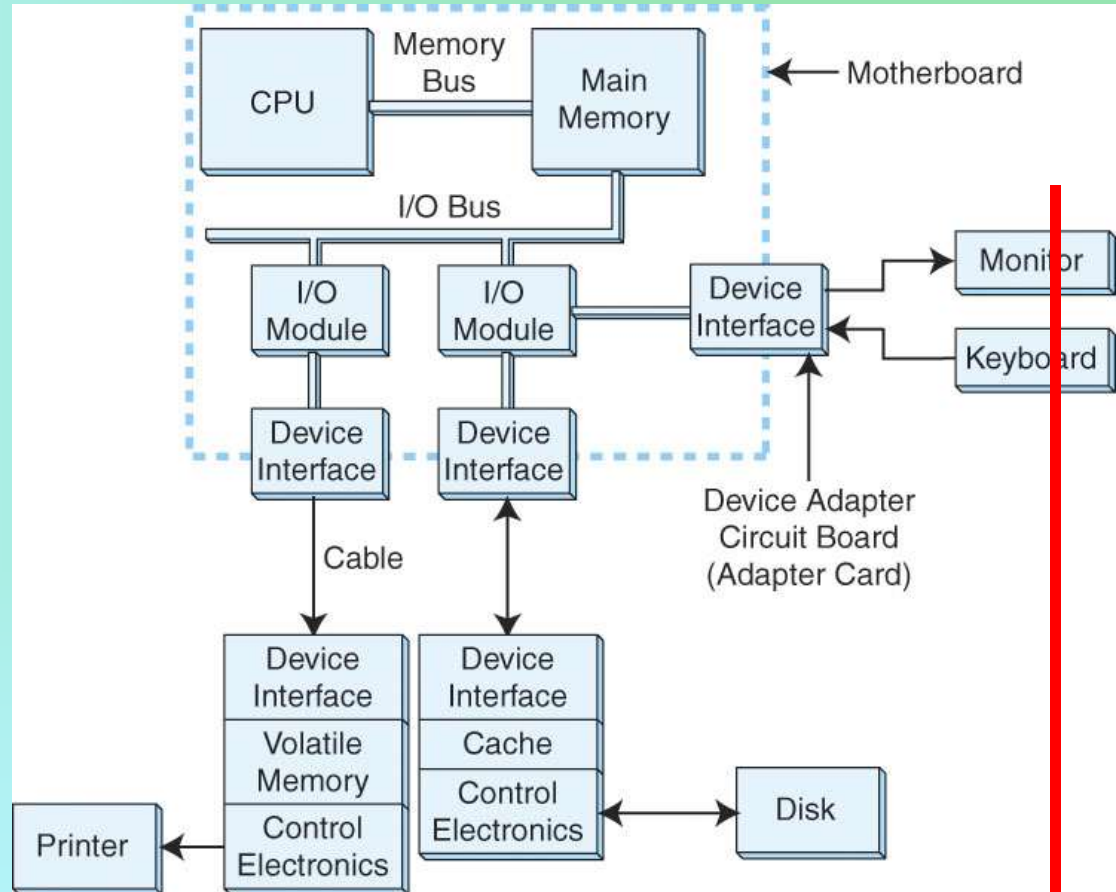 CPU
Memory
Bus
Main
Memory
Motherboard
I/O Bus
I/O
Module
I/O
Module
Device
Interface
Monitor
Keyboard
Device
Interface
Device
Interface
Device Adapter
Circuit Board
(Adapter Card)
Cable
Device
Interface
Volatile
Memory
Control
Electronics
Device
Interface
Cache
Control
Electronics
Printer
Disk